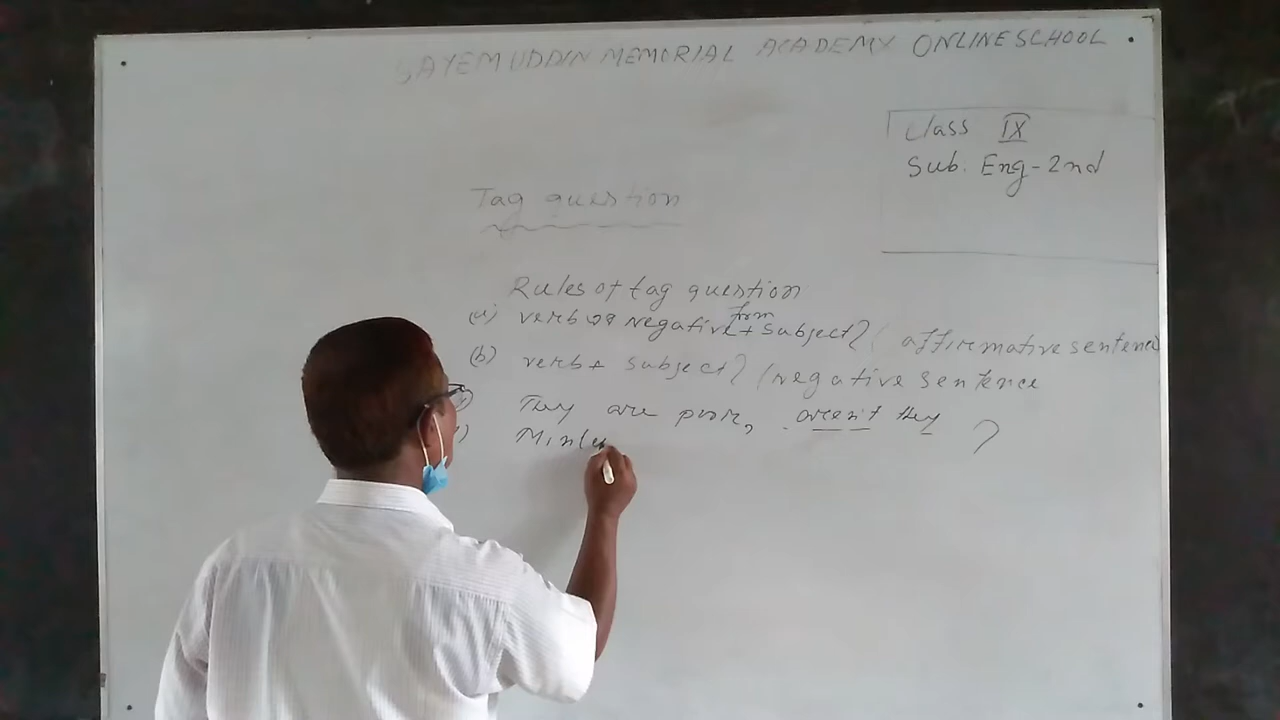 SAYEMUDDIN MEMORIAL ACADEMY ONLINE SCHOOL
Class IX
Sub. Eng-2nd
Tag question
Rules of tag question
(a) verb negative form + subject? (affirmative sentence
(b) verb + subject? (negative sentence
They are poor, aren't they ?